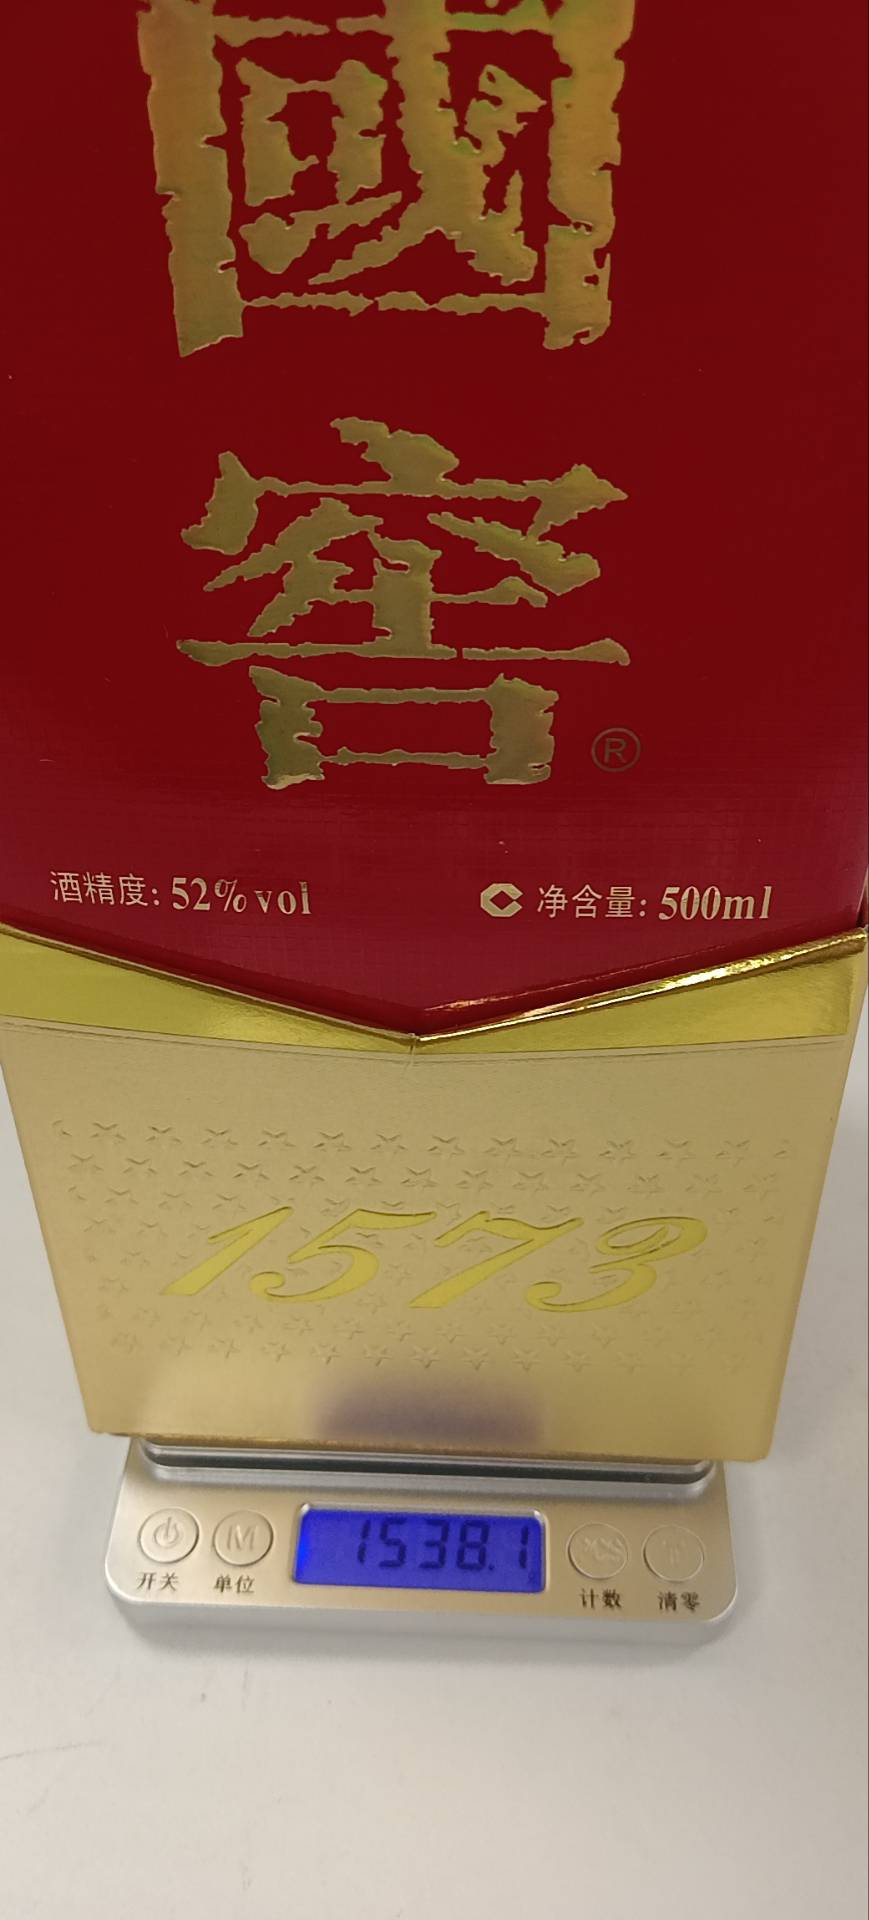 國
窖
®
酒精度: 52%vol
净含量: 500ml
1573
1538.1
M
开关
单位
PCS
T
计数
清零